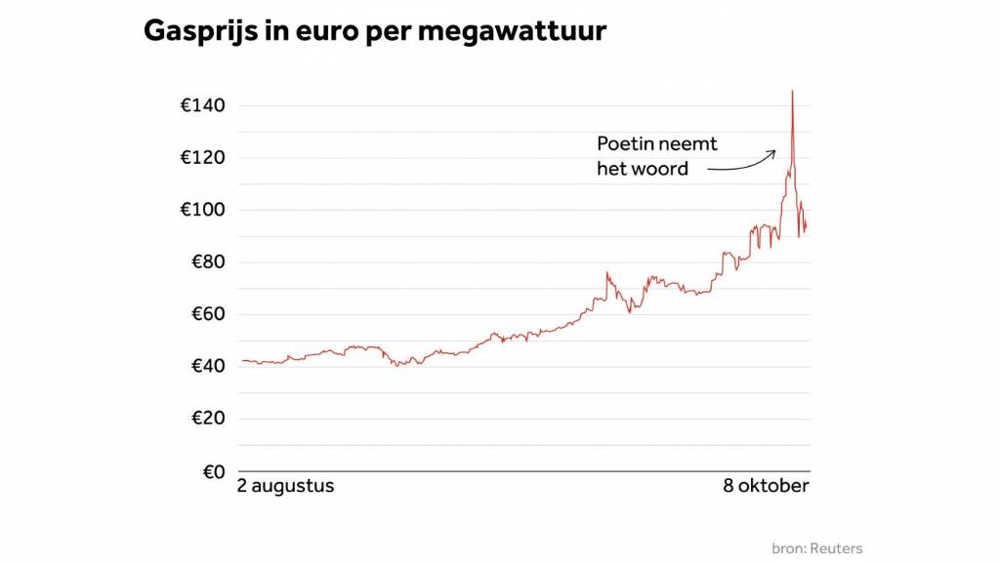 Gasprijs in euro per megawattuur
€140
€120
€100
€80
€60
€40
€20
€0
Poetin neemt
het woord
2 augustus
8 oktober
bron: Reuters